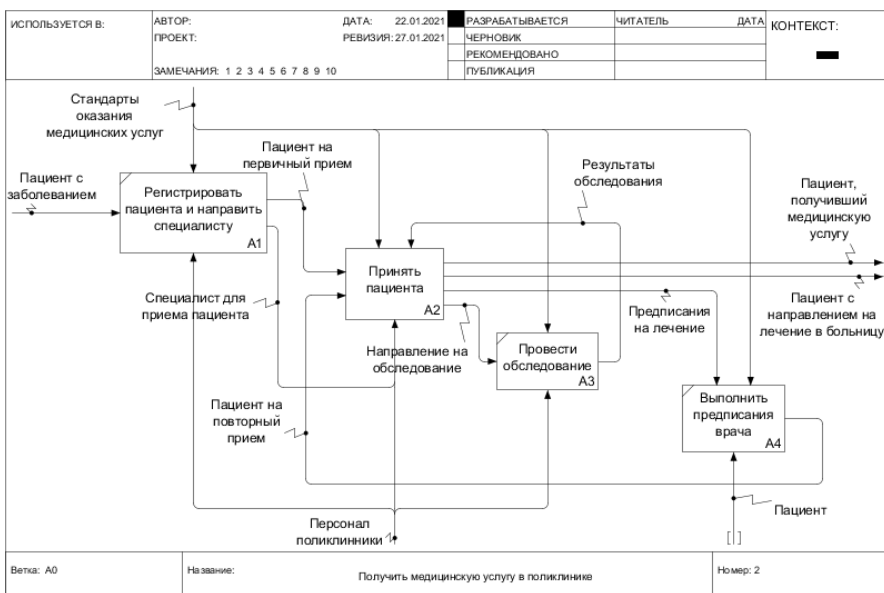 ИСПОЛЬЗУЕТСЯ В:
АВТОР:
ДАТА: 22.01.2021
ПРОЕКТ:
РЕВИЗИЯ: 27.01.2021
ЗАМЕЧАНИЯ: 1 2 3 4 5 6 7 8 9 10
РАЗРАБАТЫВАЕТСЯ
ЧЕРНОВИК
РЕКОМЕНДОВАНО
ПУБЛИКАЦИЯ
ЧИТАТЕЛЬ
ДАТА
КОНТЕКСТ:
Стандарты
оказания
медицинских услуг
Пациент с
заболеванием
Регистрировать
пациента и направить
специалисту
A1
Пациент на
первичный прием
Результаты
обследования
Пациент,
получивший
медицинскую
услугу
Принять
пациента
A2
Специалист для
приема пациента
Направление на
обследование
Предписания
на лечение
Пациент с
направлением на
лечение в больницу
Провести
обследование
A3
Пациент на
повторный
прием
Выполнить
предписания
врача
A4
Персонал
поликлинники
Пациент
[ ]
Ветка: A0
Название:
Получить медицинскую услугу в поликлинике
Номер: 2